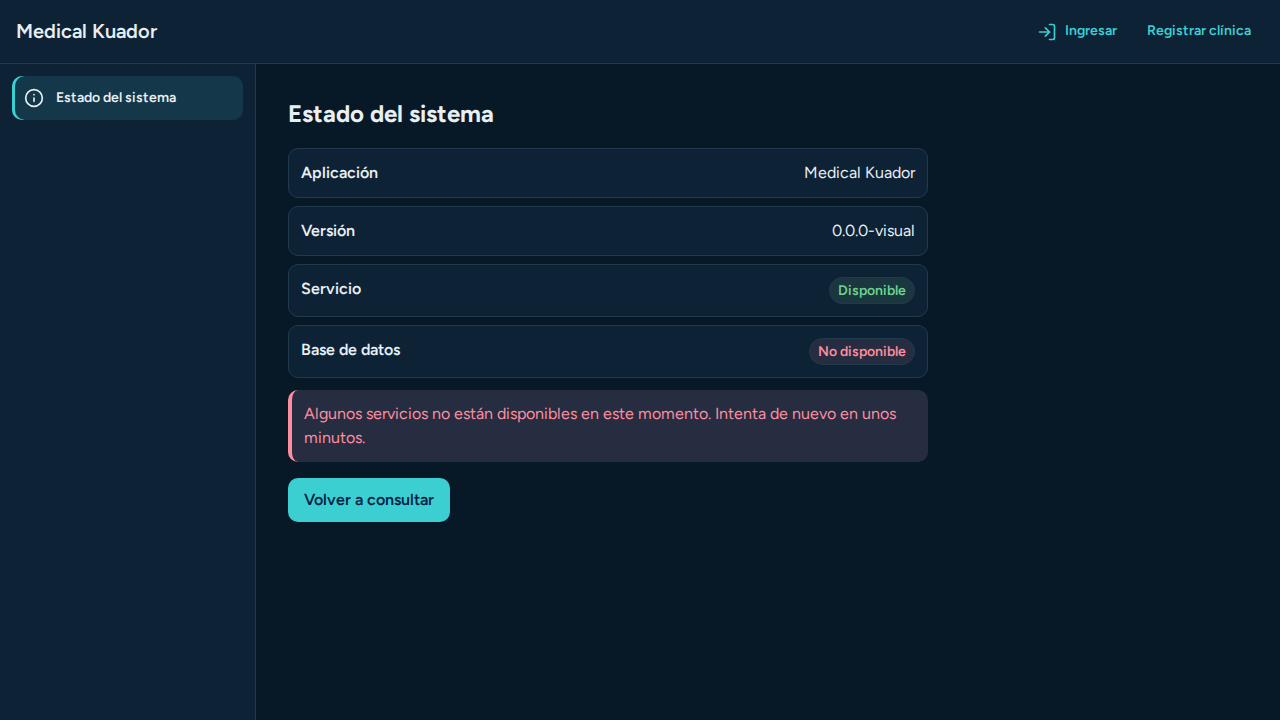 Medical Kuador
Ingresar
Registrar clínica
Estado del sistema
Estado del sistema
Aplicación
Medical Kuador
Versión
0.0.0-visual
Servicio
Disponible
Base de datos
No disponible
Algunos servicios no están disponibles en este momento. Intenta de nuevo en unos
minutos.
Volver a consultar